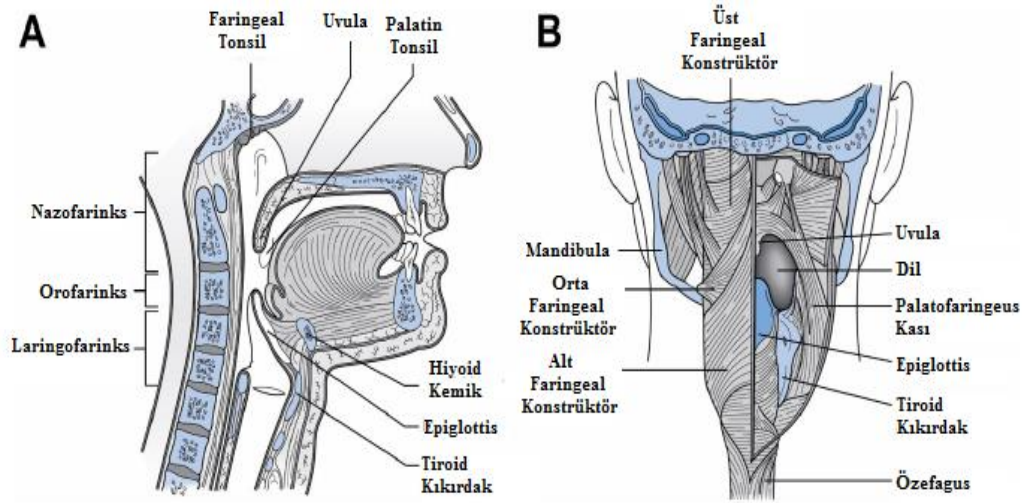 A
Faringeal
Tonsil
Uvula
Palatin
Tonsil
Nazofarinks
Orofarinks
Laringofarinks
Hiyoid
Kemik
Epiglottis
Tiroid
Kıkırdak
B
Üst
Faringeal
Konstrüktör
Mandibula
Orta
Faringeal
Konstrüktör
Alt
Faringeal
Konstrüktör
Uvula
Dil
Palatofaringeus
Kası
Epiglottis
Tiroid
Kıkırdak
Özefagus